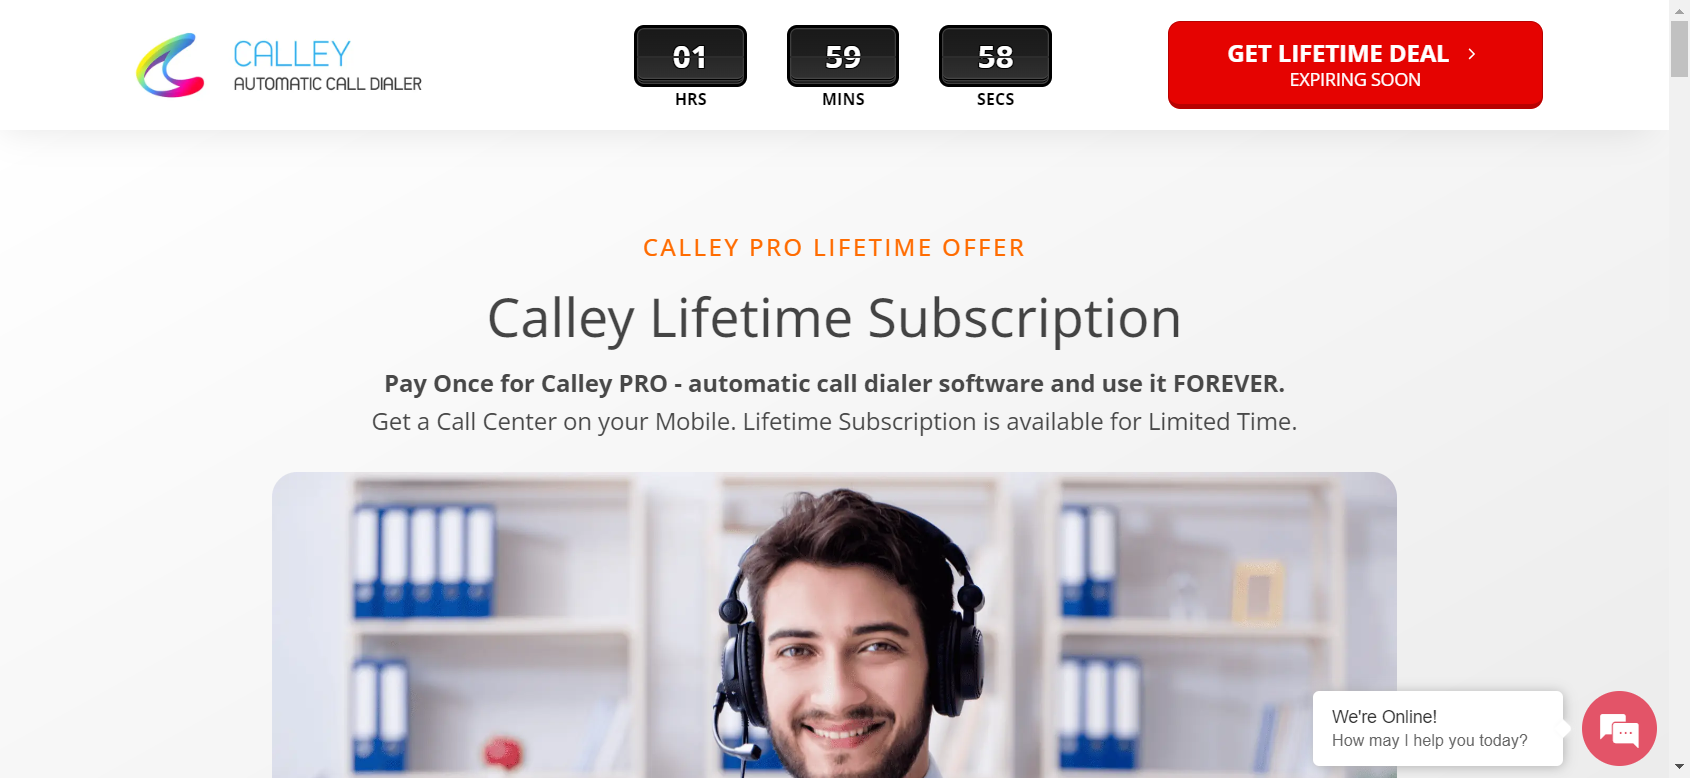 CALLEY
AUTOMATIC CALL DIALER
01 59 58
HRS MINS SECS
GET LIFETIME DEAL
EXPIRING SOON
CALLEY PRO LIFETIME OFFER
Calley Lifetime Subscription
Pay Once for Calley PRO - automatic call dialer software and use it FOREVER.
Get a Call Center on your Mobile. Lifetime Subscription is available for Limited Time.
We're Online!
How may I help you today?